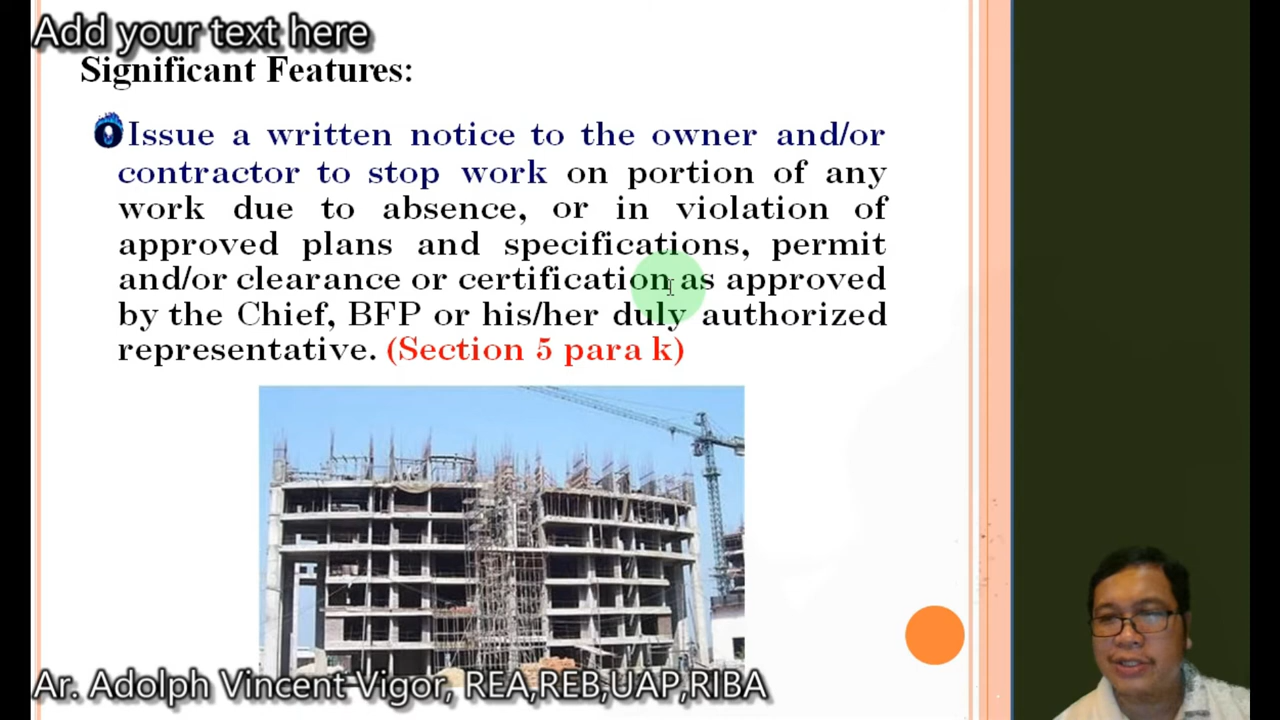 Add your text here
Significant Features:
Issue a written notice to the owner and/or
contractor to stop work on portion of any
work due to absence, or in violation of
approved plans and specifications, permit
and/or clearance or certification as approved
by the Chief, BFP or his/her duly authorized
representative. (Section 5 para k)
Ar. Adolph Vincent Vigor, REA,REB,UAP,RIBA